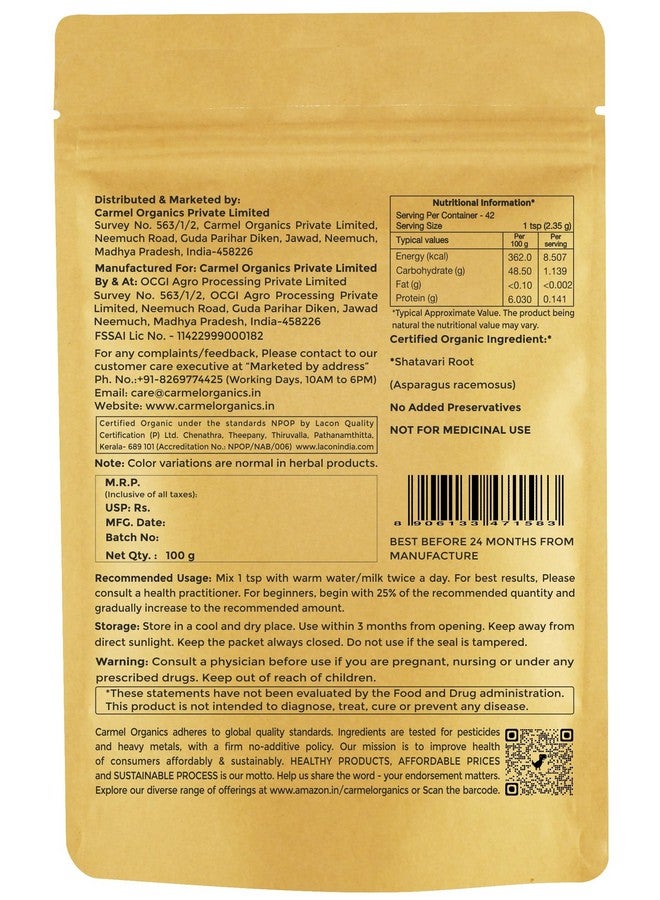 Distributed & Marketed by:
Carmel Organics Private Limited
Survey No. 563/1/2, Carmel Organics Private Limited,
Neemuch Road, Guda Parihar Diken, Jawad, Neemuch,
Madhya Pradesh, India-458226
Manufactured For: Carmel Organics Private Limited
By & At: OCGI Agro Processing Private Limited
Survey No. 563/1/2, OCGI Agro Processing Private
Limited, Neemuch Road, Guda Parihar Diken, Jawad
Neemuch, Madhya Pradesh, India-458226
FSSAI Lic No. - 11422999000182
For any complaints/feedback, Please contact to our
customer care executive at “Marketed by address”
Ph. No.:+91-8269774425 (Working Days, 10AM to 6PM)
Email: care@carmelorganics.in
Website: www.carmelorganics.in
Certified Organic under the standards NPOP by Lacon Quality
Certification (P) Ltd. Chenathra, Theepany, Thiruvalla, Pathanamthitta,
Kerala- 689 101 (Accreditation No.: NPOP/NAB/006) www.laconindia.com
Note: Color variations are normal in herbal products.
M.R.P.
(Inclusive of all taxes):
USP: Rs.
MFG. Date:
Batch No:
Net Qty. : 100 g
Nutritional Information*
Serving Per Container - 42
Serving Size 1 tsp (2.35 g)
Typical values Per 100 g Per serving
Energy (kcal) 362.0 8.507
Carbohydrate (g) 48.50 1.139
Fat (g) <0.10 <0.002
Protein (g) 6.030 0.141
*Typical Approximate Value. The product being
natural the nutritional value may vary.
Certified Organic Ingredient:*
*Shatavari Root
(Asparagus racemosus)
No Added Preservatives
NOT FOR MEDICINAL USE
8 906133 471583
BEST BEFORE 24 MONTHS FROM
MANUFACTURE
Recommended Usage: Mix 1 tsp with warm water/milk twice a day. For best results, Please
consult a health practitioner. For beginners, begin with 25% of the recommended quantity and
gradually increase to the recommended amount.
Storage: Store in a cool and dry place. Use within 3 months from opening. Keep away from
direct sunlight. Keep the packet always closed. Do not use if the seal is tampered.
Warning: Consult a physician before use if you are pregnant, nursing or under any
prescribed drugs. Keep out of reach of children.
*These statements have not been evaluated by the Food and Drug administration.
This product is not intended to diagnose, treat, cure or prevent any disease.
Carmel Organics adheres to global quality standards. Ingredients are tested for pesticides
and heavy metals, with a firm no-additive policy. Our mission is to improve health
of consumers affordably & sustainably. HEALTHY PRODUCTS, AFFORDABLE PRICES
and SUSTAINABLE PROCESS is our motto. Help us share the word - your endorsement matters.
Explore our diverse range of offerings at www.amazon.in/carmelorganics or Scan the barcode.